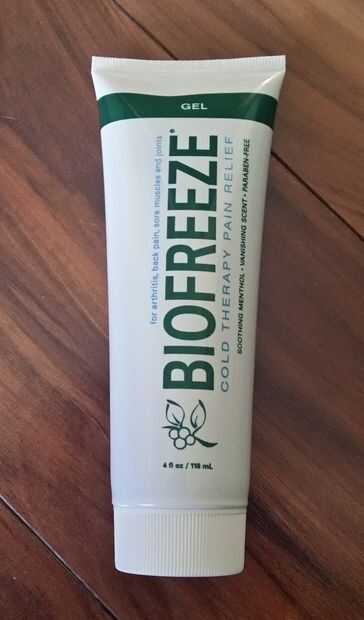 GEL
for arthritis, back pain, sore muscles and joints
BIOFREEZE®
COLD THERAPY PAIN RELIEF
SOOTHING MENTHOL • VANISHING SCENT • PARABEN-FREE
4 fl oz / 118 mL